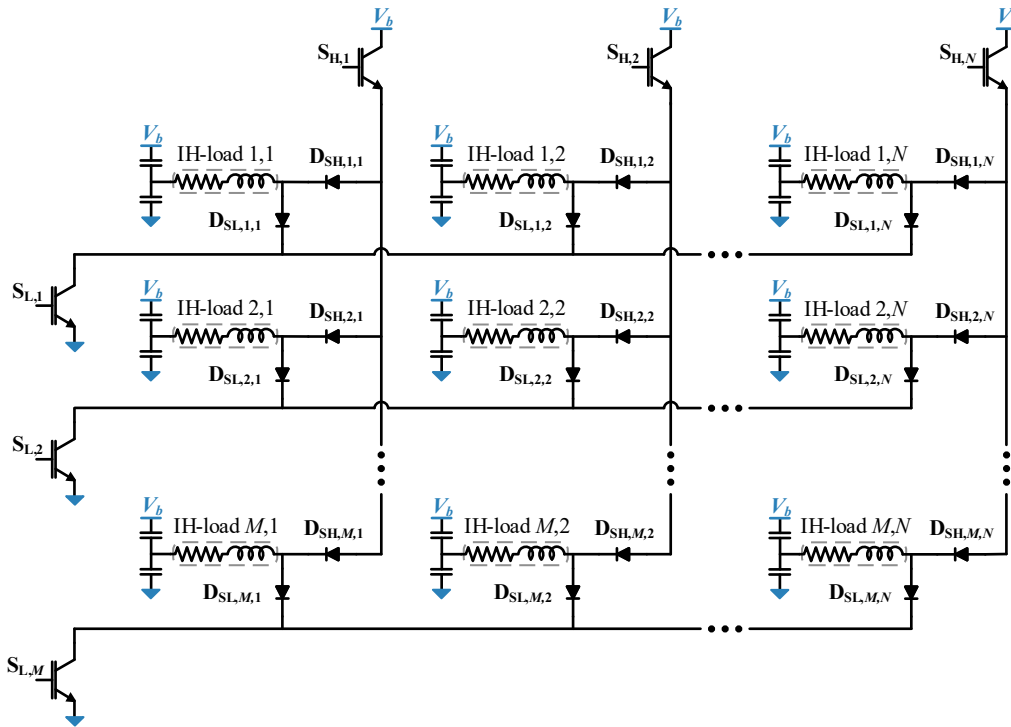 V_b V_b V_b
S_H,1 S_H,2 S_H,N
V_b IH-load 1,1 D_SH,1,1 V_b IH-load 1,2 D_SH,1,2 V_b IH-load 1,N D_SH,1,N
D_SL,1,1 D_SL,1,2 D_SL,1,N
S_L,1
V_b IH-load 2,1 D_SH,2,1 V_b IH-load 2,2 D_SH,2,2 V_b IH-load 2,N D_SH,2,N
D_SL,2,1 D_SL,2,2 D_SL,2,N
S_L,2
V_b IH-load M,1 D_SH,M,1 V_b IH-load M,2 D_SH,M,2 V_b IH-load M,N D_SH,M,N
D_SL,M,1 D_SL,M,2 D_SL,M,N
S_L,M